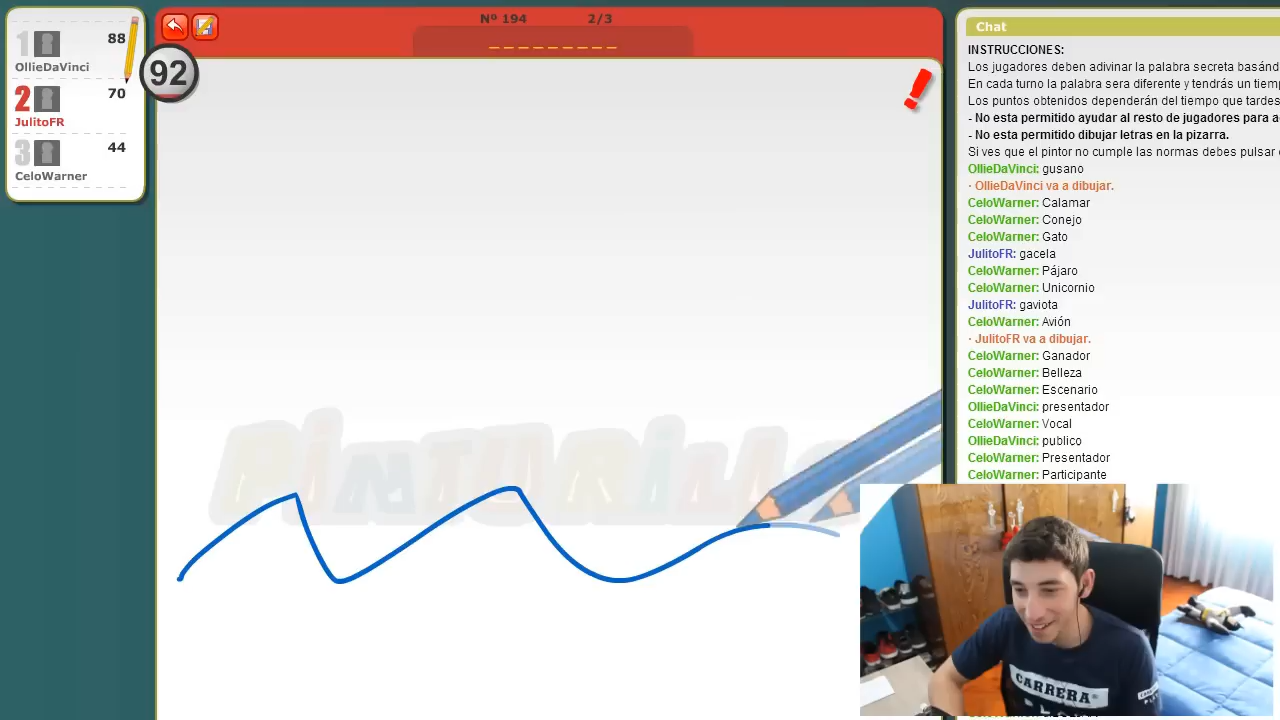 1
88
OllieDaVinci
2
70
JulitoFR
3
44
CeloWarner
92
Nº 194 2/3
_ _ _ _ _ _ _ _ _
PINTURILLO
Chat
INSTRUCCIONES:
Los jugadores deben adivinar la palabra secreta basánd
En cada turno la palabra sera diferente y tendrás un tiemp
Los puntos obtenidos dependerán del tiempo que tardes
- No esta permitido ayudar al resto de jugadores para a
- No esta permitido dibujar letras en la pizarra.
Si ves que el pintor no cumple las normas debes pulsar
OllieDaVinci: gusano
· OllieDaVinci va a dibujar.
CeloWarner: Calamar
CeloWarner: Conejo
CeloWarner: Gato
JulitoFR: gacela
CeloWarner: Pájaro
CeloWarner: Unicornio
JulitoFR: gaviota
CeloWarner: Avión
· JulitoFR va a dibujar.
CeloWarner: Ganador
CeloWarner: Belleza
CeloWarner: Escenario
OllieDaVinci: presentador
CeloWarner: Vocal
OllieDaVinci: publico
CeloWarner: Presentador
CeloWarner: Participante
CARRERA